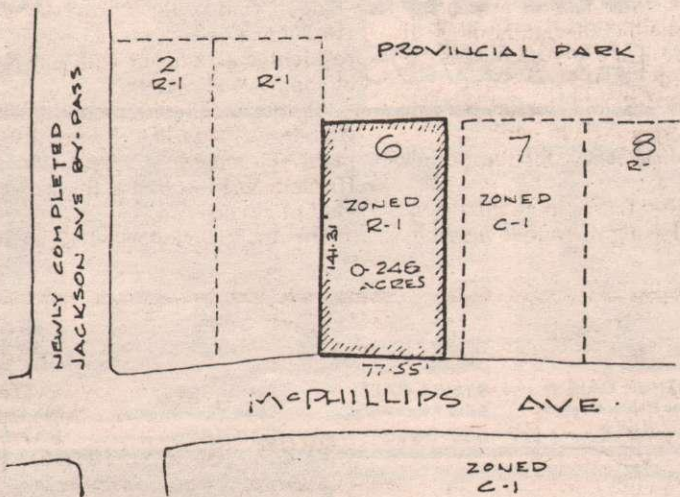 PROVINCIAL PARK
2
R-1
1
R-1
NEWLY COMPLETED
JACKSON AVE BY-PASS
6
ZONED
R-1
0.246
ACRES
141.31'
77.55'
7
ZONED
C-1
8
R-
McPHILLIPS AVE.
ZONED
C-1